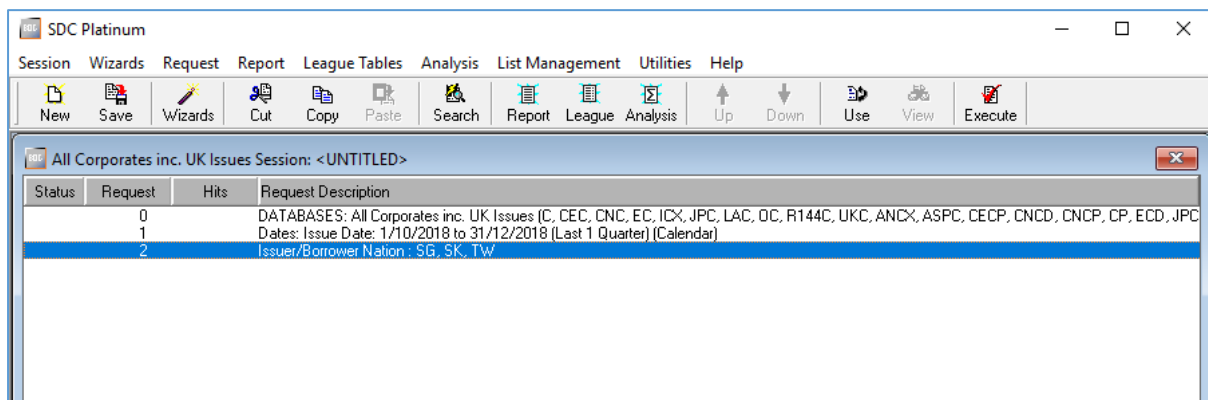 SDC Platinum
Session Wizards Request Report League Tables Analysis List Management Utilities Help
New Save Wizards Cut Copy Paste Search Report League Analysis Up Down Use View Execute
All Corporates inc. UK Issues Session: <UNTITLED>
Status Request Hits Request Description
0 DATABASES: All Corporates inc. UK Issues (C, CEC, CNC, EC, ICX, JPC, LAC, OC, R144C, UKC, ANCX, ASPC, CECP, CNCD, CNCP, CP, ECD, JPC
1 Dates: Issue Date: 1/10/2018 to 31/12/2018 (Last 1 Quarter) (Calendar)
2 Issuer/Borrower Nation : SG, SK, TW